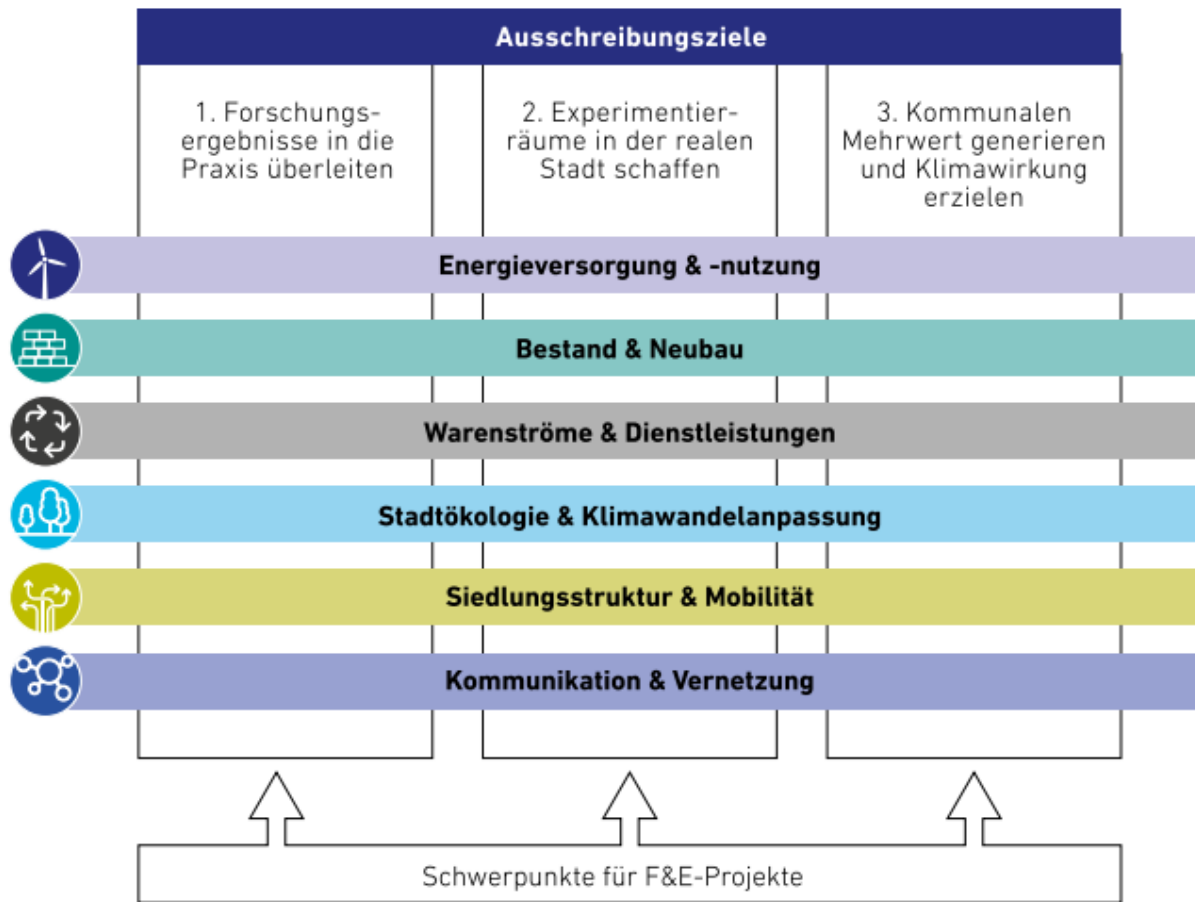 Ausschreibungsziele
1. Forschungs-
ergebnisse in die
Praxis überleiten
2. Experimentier-
räume in der realen
Stadt schaffen
3. Kommunalen
Mehrwert generieren
und Klimawirkung
erzielen
Energieversorgung & -nutzung
Bestand & Neubau
Warenströme & Dienstleistungen
Stadtökologie & Klimawandelanpassung
Siedlungsstruktur & Mobilität
Kommunikation & Vernetzung
Schwerpunkte für F&E-Projekte